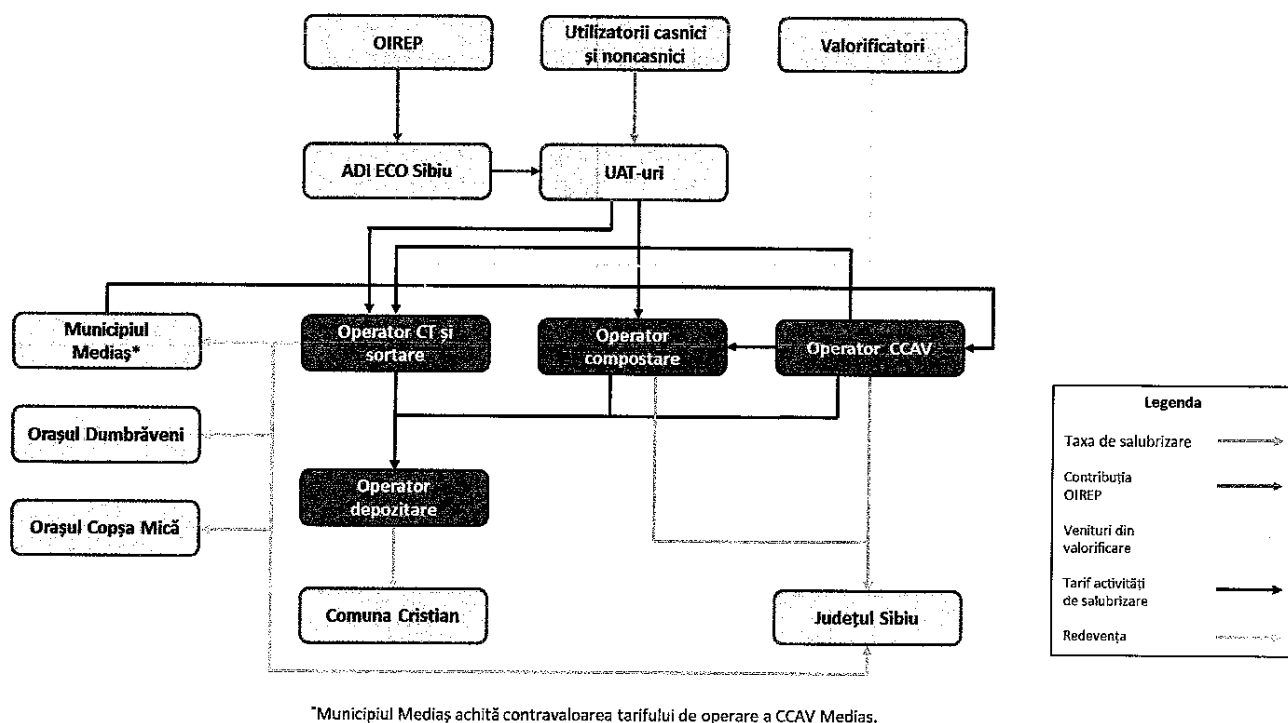 OIREP
Utilizatorii casnici
și noncasnici
Valorificatori
ADI ECO Sibiu
UAT-uri
Municipiul
Mediaș*
Operator CT și
sortare
Operator
compostare
Operator CCAV
Orașul Dumbrăveni
Operator
depozitare
Orașul Copșa Mică
Comuna Cristian
Județul Sibiu
Legenda
Taxa de salubrizare
Contribuția
OIREP
Venituri din
valorificare
Tarif activități
de salubrizare
Redevența
*Municipiul Mediaș achită contravaloarea tarifului de operare a CCAV Medias.